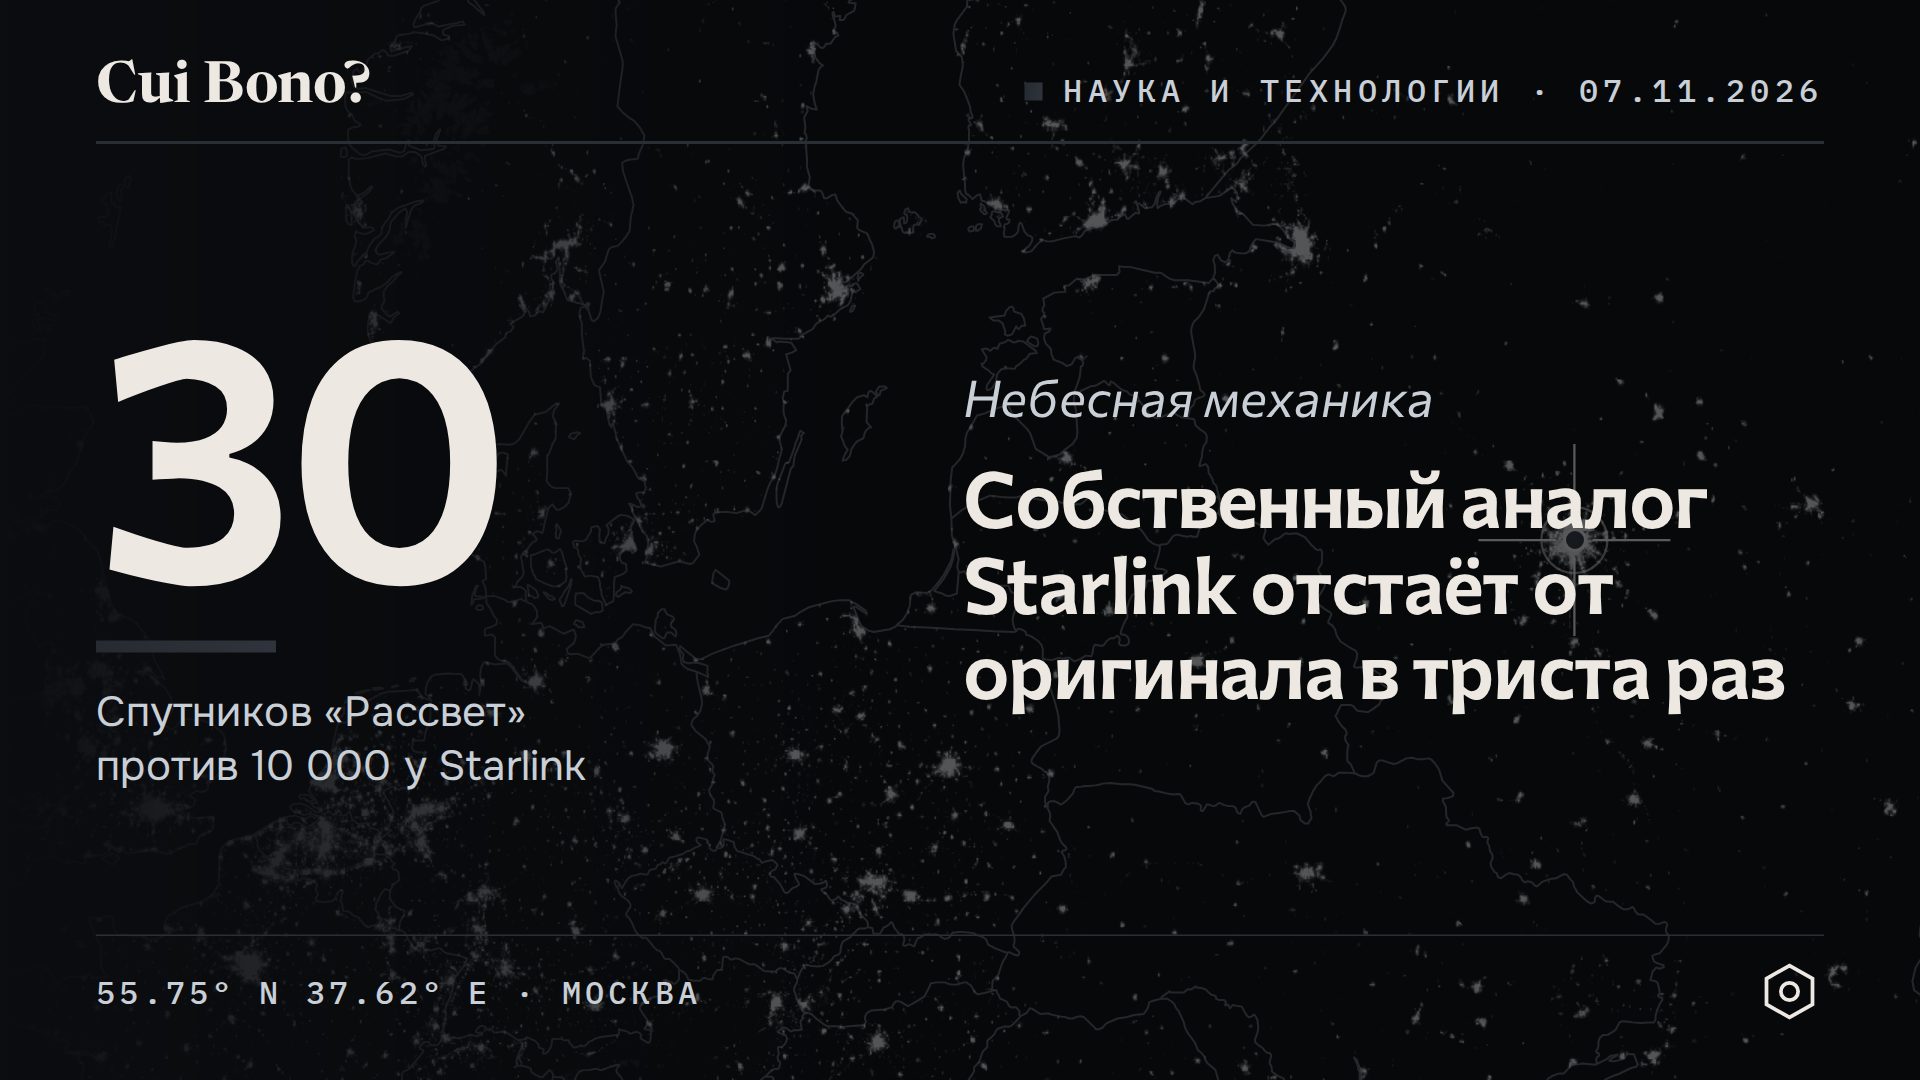 Cui Bono?
НАУКА И ТЕХНОЛОГИИ · 07.11.2026
30
Спутников «Рассвет»
против 10 000 у Starlink
Небесная механика
Собственный аналог
Starlink отстаёт от
оригинала в триста раз
55.75° N 37.62° E · МОСКВА